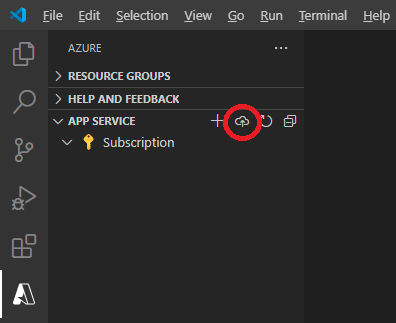 File Edit Selection View Go Run Terminal Help
AZURE
RESOURCE GROUPS
HELP AND FEEDBACK
APP SERVICE
Subscription